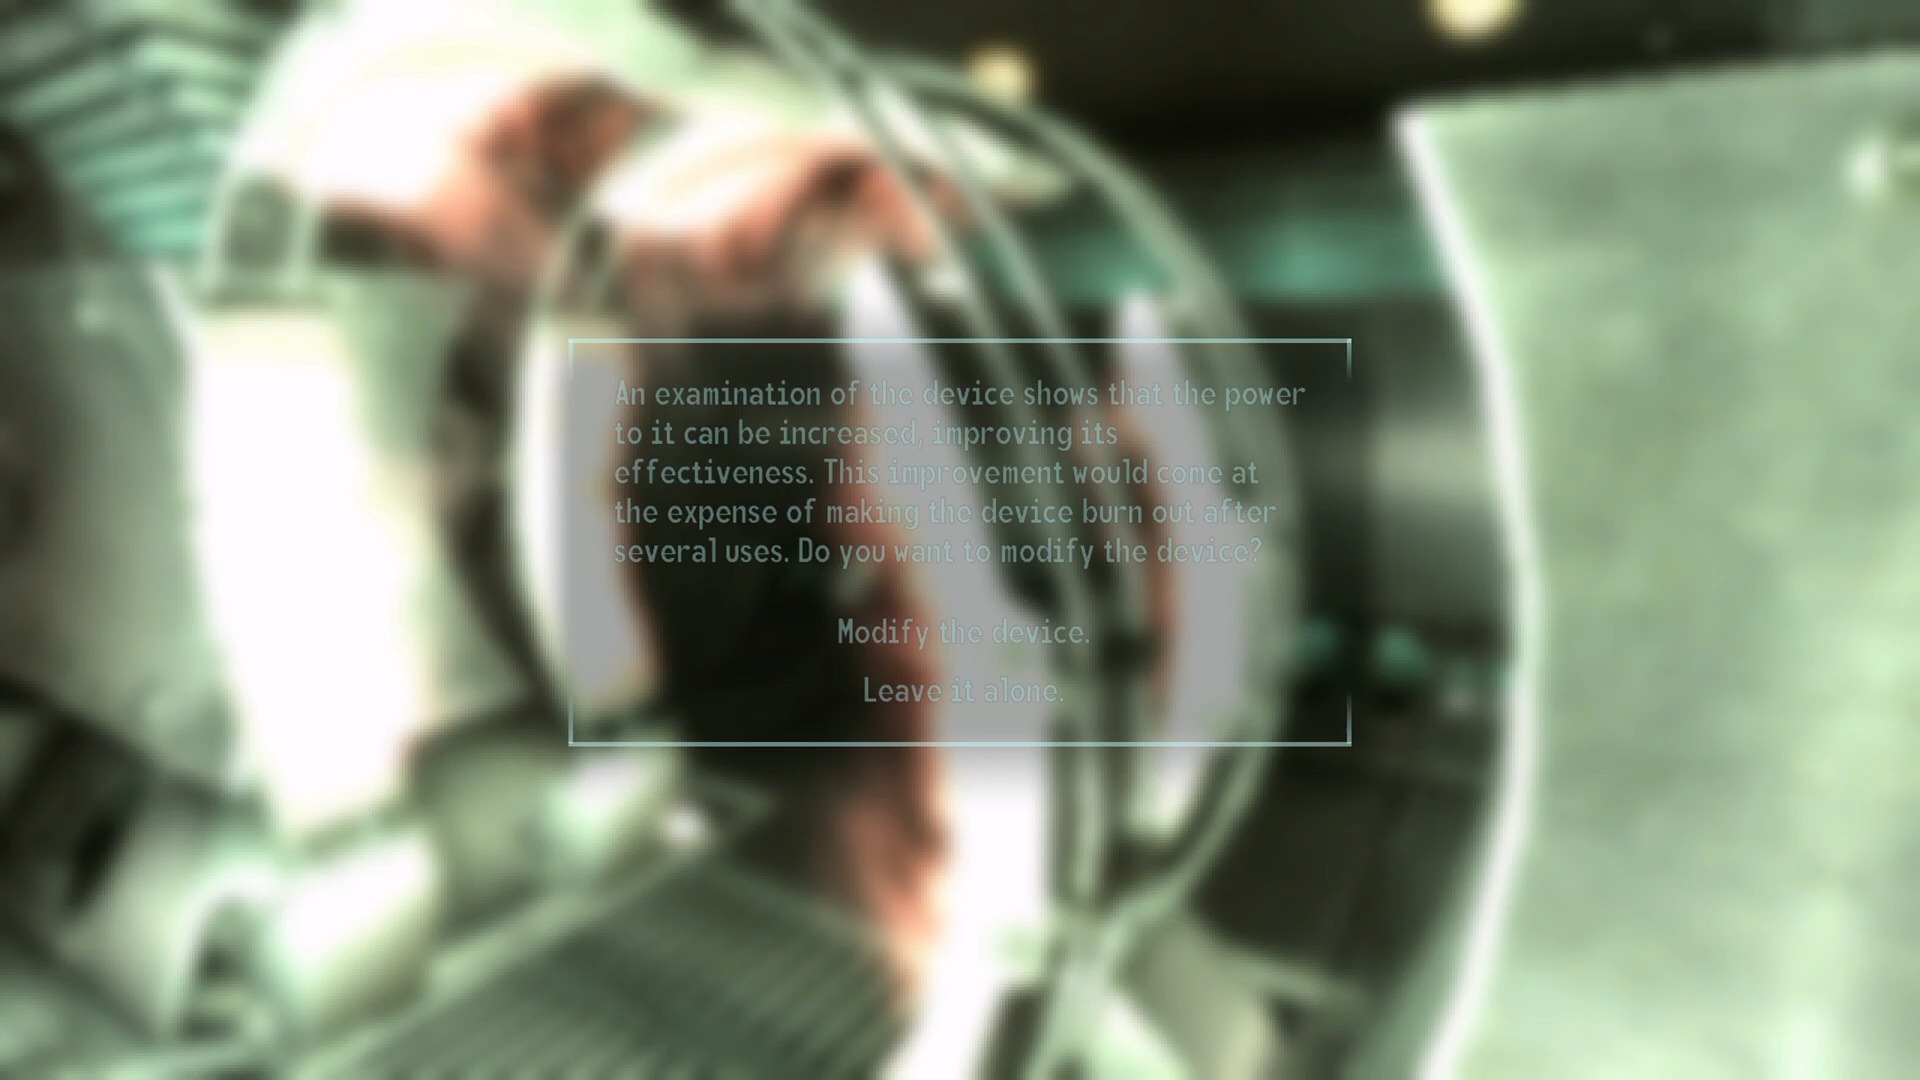 An examination of the device shows that the power
to it can be increased, improving its
effectiveness. This improvement would come at
the expense of making the device burn out after
several uses. Do you want to modify the device?
Modify the device.
Leave it alone.